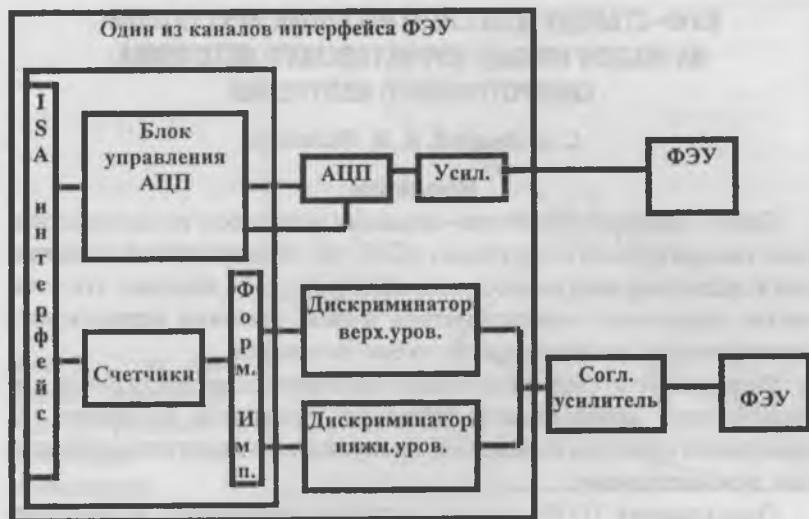 Один из каналов интерфейса ФЭУ
ISA интерфейс
Блок
управления
АЦП
АЦП
Усил.
ФЭУ
Счетчики
Форм. Имп.
Дискриминатор
верх.уров.
Дискриминатор
нижн.уров.
Согл.
усилитель
ФЭУ